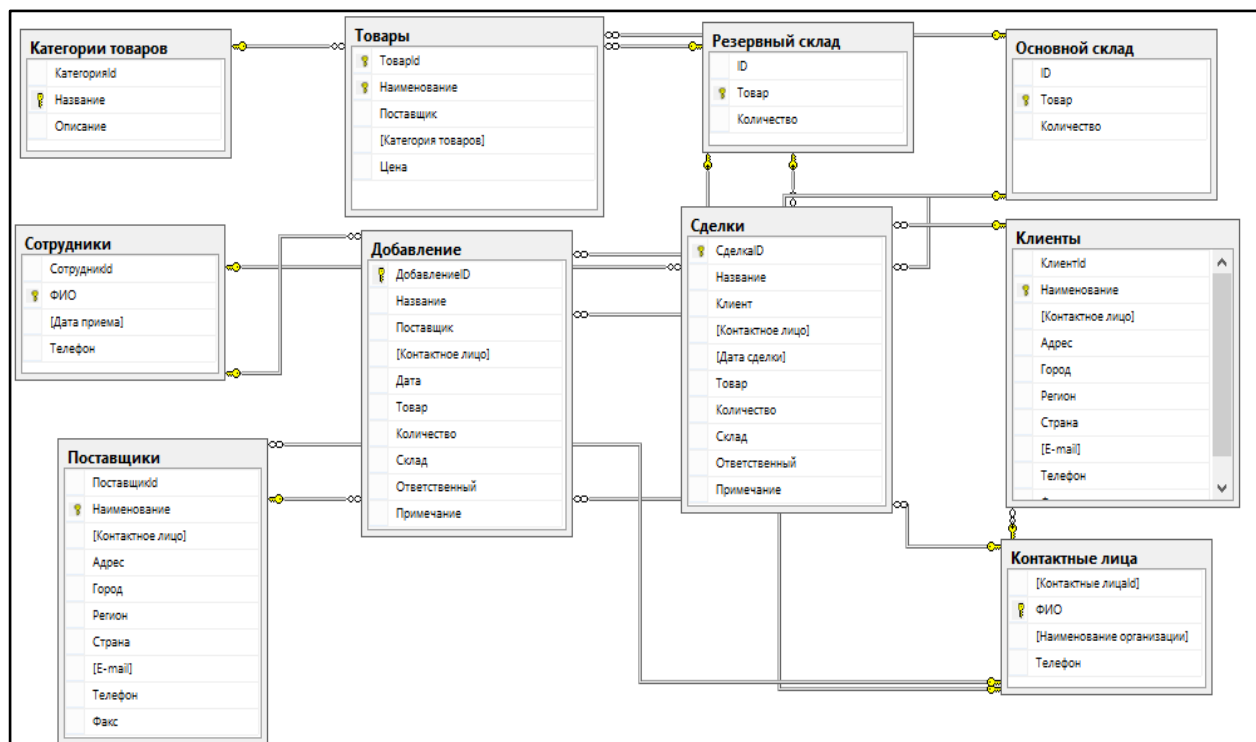 Категории товаров
КатегорияId
Название
Описание
Товары
ТоварId
Наименование
Поставщик
[Категория товаров]
Цена
Резервный склад
ID
Товар
Количество
Основной склад
ID
Товар
Количество
Сотрудники
СотрудникId
ФИО
[Дата приема]
Телефон
Добавление
ДобавлениеID
Название
Поставщик
[Контактное лицо]
Дата
Товар
Количество
Склад
Ответственный
Примечание
Сделки
СделкаID
Название
Клиент
[Контактное лицо]
[Дата сделки]
Товар
Количество
Склад
Ответственный
Примечание
Клиенты
КлиентId
Наименование
[Контактное лицо]
Адрес
Город
Регион
Страна
[E-mail]
Телефон
Поставщики
ПоставщикId
Наименование
[Контактное лицо]
Адрес
Город
Регион
Страна
[E-mail]
Телефон
Факс
Контактные лица
[Контактные лицаId]
ФИО
[Наименование организации]
Телефон